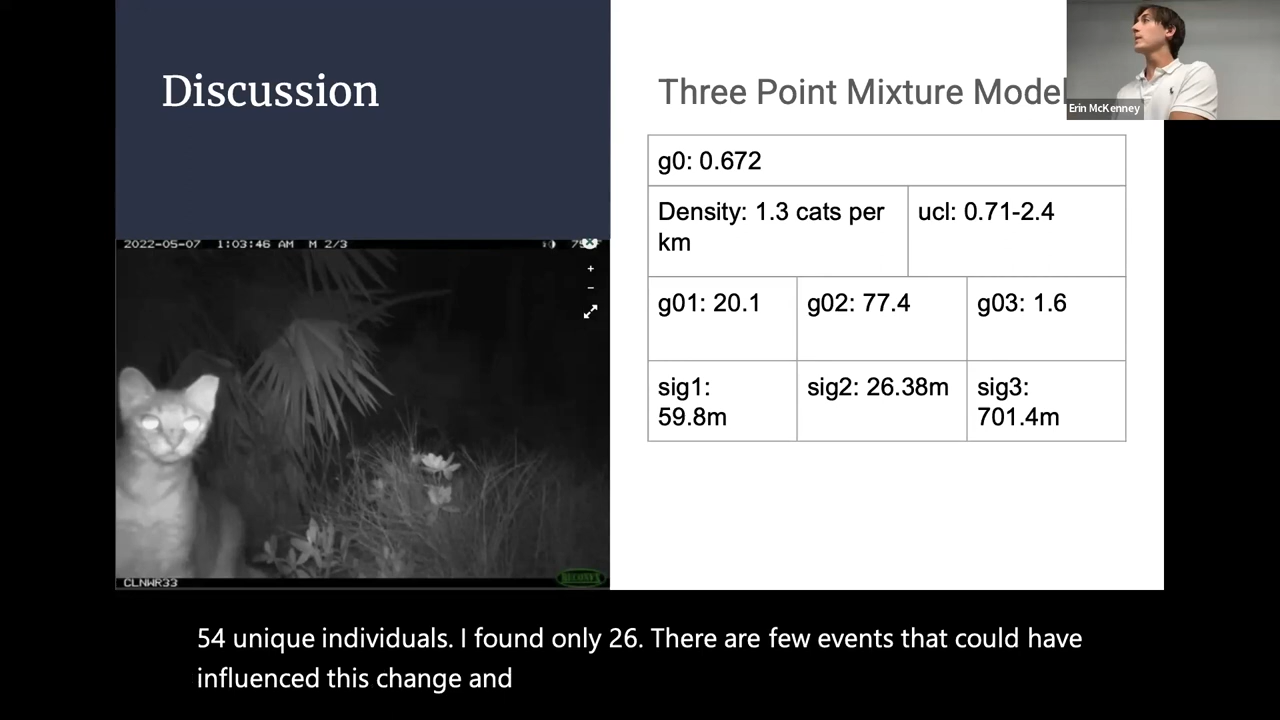 Discussion
Three Point Mixture Model
Erin McKenney
g0: 0.672
Density: 1.3 cats per
km
ucl: 0.71-2.4
g01: 20.1
g02: 77.4
g03: 1.6
sig1:
59.8m
sig2: 26.38m
sig3:
701.4m
2022-05-07 1:03:46 AM M 2/3
CLNWR33
RECONYX
54 unique individuals. I found only 26. There are few events that could have
influenced this change and